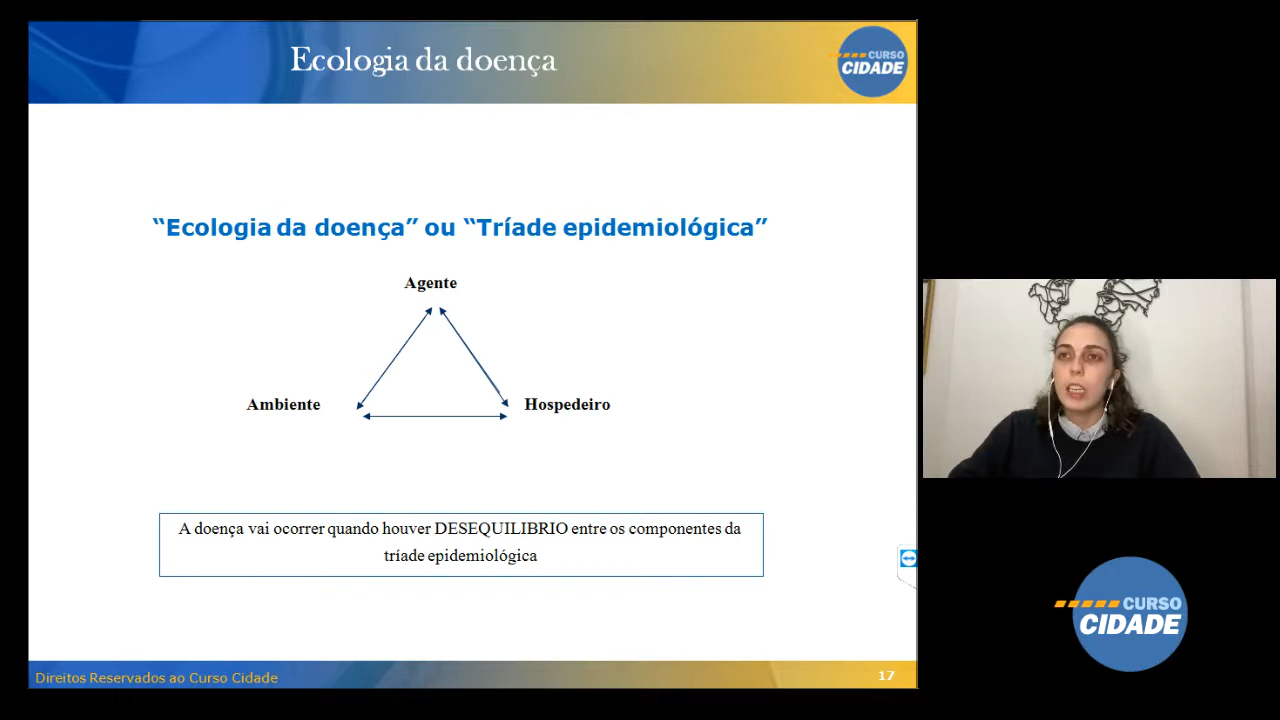 Ecologia da doença
CURSO
CIDADE
“Ecologia da doença” ou “Tríade epidemiológica”
Agente
Ambiente
Hospedeiro
A doença vai ocorrer quando houver DESEQUILIBRIO entre os componentes da
tríade epidemiológica
Direitos Reservados ao Curso Cidade
17
CURSO
CIDADE